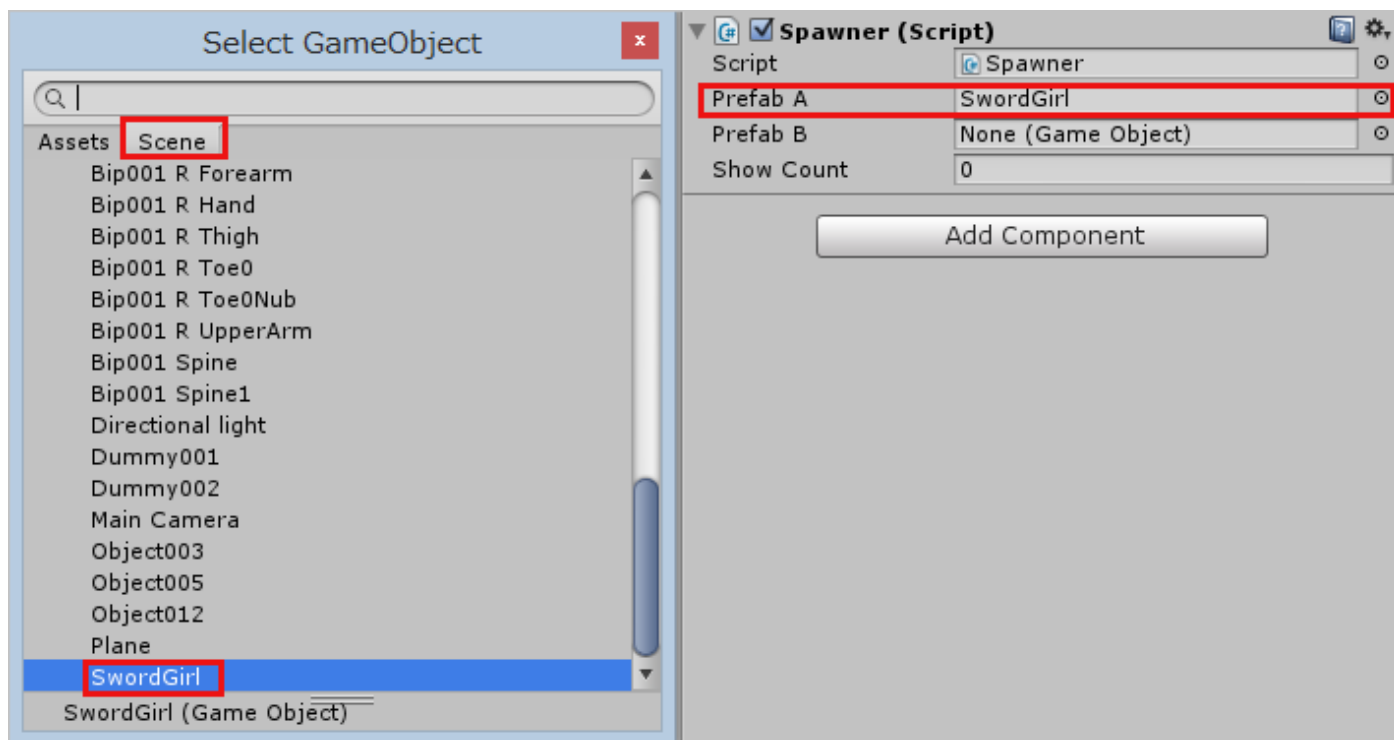 Select GameObject
x
Assets Scene
Bip001 R Forearm
Bip001 R Hand
Bip001 R Thigh
Bip001 R Toe0
Bip001 R Toe0Nub
Bip001 R UpperArm
Bip001 Spine
Bip001 Spine1
Directional light
Dummy001
Dummy002
Main Camera
Object003
Object005
Object012
Plane
SwordGirl
SwordGirl (Game Object)
Spawner (Script)
Script Spawner
Prefab A SwordGirl
Prefab B None (Game Object)
Show Count 0
Add Component